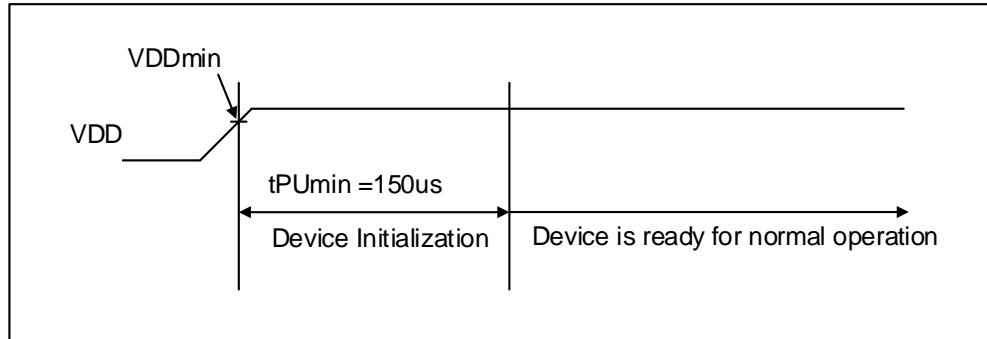 VDDmin
VDD
tPUmin =150us
Device Initialization
Device is ready for normal operation